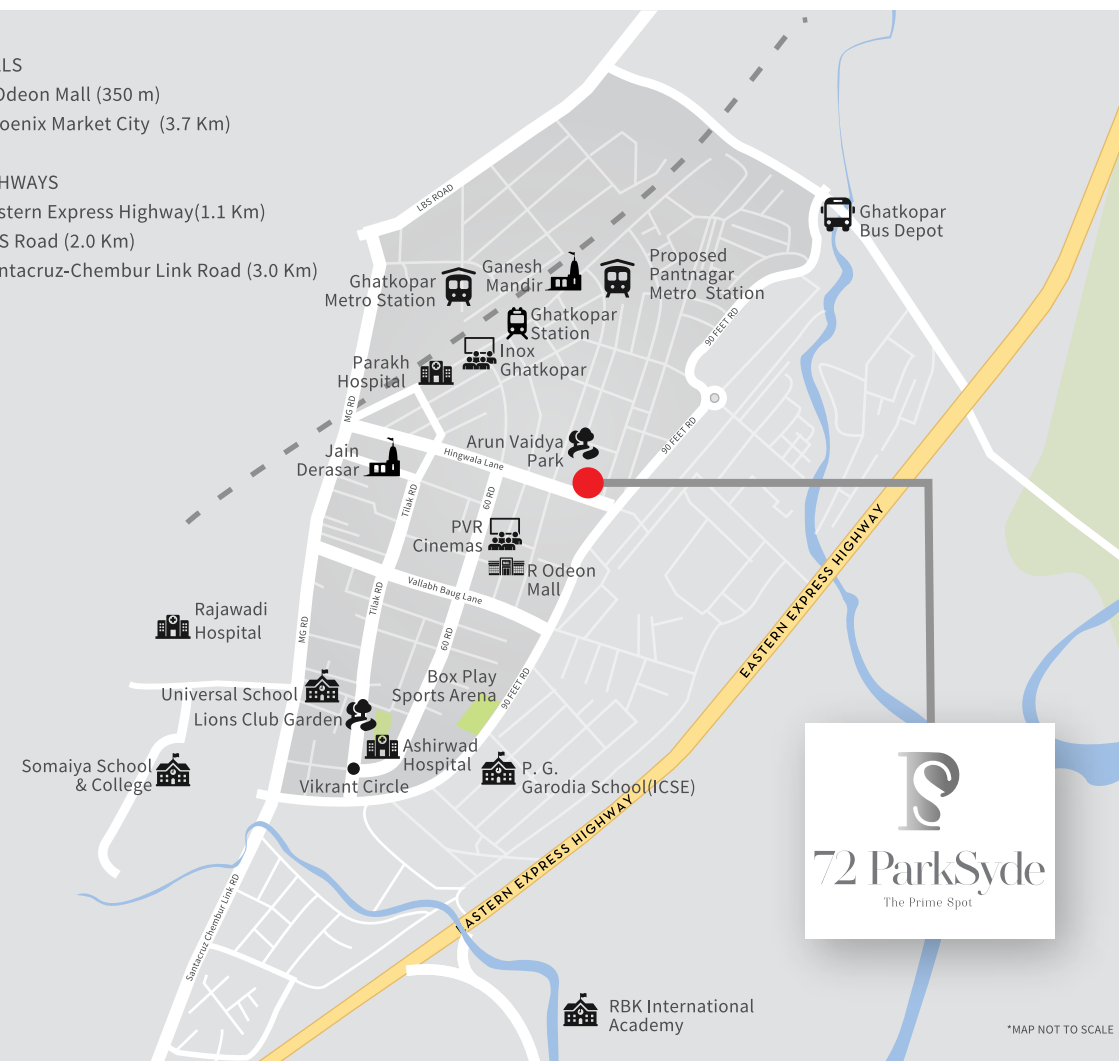 LLS
Odeon Mall (350 m)
oenix Market City (3.7 Km)
HWAYS
stern Express Highway(1.1 Km)
S Road (2.0 Km)
ntacruz-Chembur Link Road (3.0 Km)
LBS ROAD
Ghatkopar
Bus Depot
Ghatkopar
Metro Station
Ganesh
Mandir
Proposed
Pantnagar
Metro Station
Ghatkopar
Station
90 FEET RD
Inox
Ghatkopar
Parakh
Hospital
MG RD
90 FEET RD
Arun Vaidya
Park
Jain
Derasar
Hingwala Lane
Tilak RD
60 RD
PVR
Cinemas
EASTERN EXPRESS HIGHWAY
R Odeon
Mall
Vallabh Baug Lane
Tilak RD
Rajawadi
Hospital
MG RD
60 RD
Box Play
Sports Arena
90 FEET RD
Universal School
Lions Club Garden
Ashirwad
Hospital
Somaiya School
& College
Vikrant Circle
P. G.
Garodia School(ICSE)
EASTERN EXPRESS HIGHWAY
PS
72 ParkSyde
The Prime Spot
Santacruz Chembur Link RD
RBK International
Academy
*MAP NOT TO SCALE